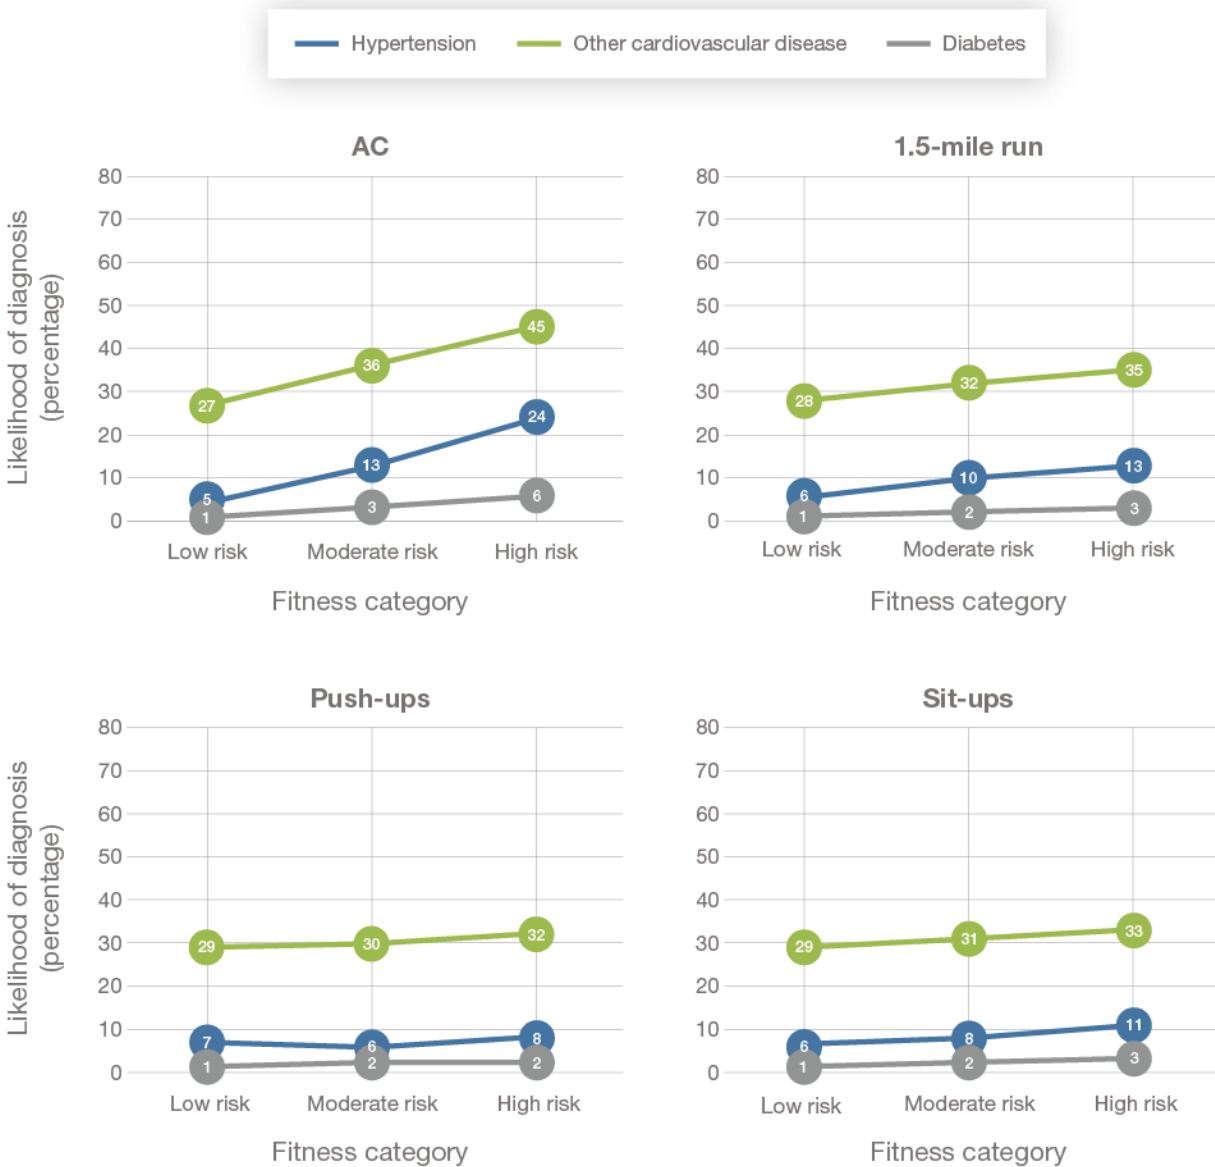 Hypertension Other cardiovascular disease Diabetes
AC
80
70
60
50
40
30
20
10
0
Likelihood of diagnosis
(percentage)
27 36 45
5 13 24
1 3 6
Low risk Moderate risk High risk
Fitness category
1.5-mile run
80
70
60
50
40
30
20
10
0
28 32 35
6 10 13
1 2 3
Low risk Moderate risk High risk
Fitness category
Push-ups
80
70
60
50
40
30
20
10
0
Likelihood of diagnosis
(percentage)
29 30 32
7 6 8
1 2 2
Low risk Moderate risk High risk
Fitness category
Sit-ups
80
70
60
50
40
30
20
10
0
29 31 33
6 8 11
1 2 3
Low risk Moderate risk High risk
Fitness category